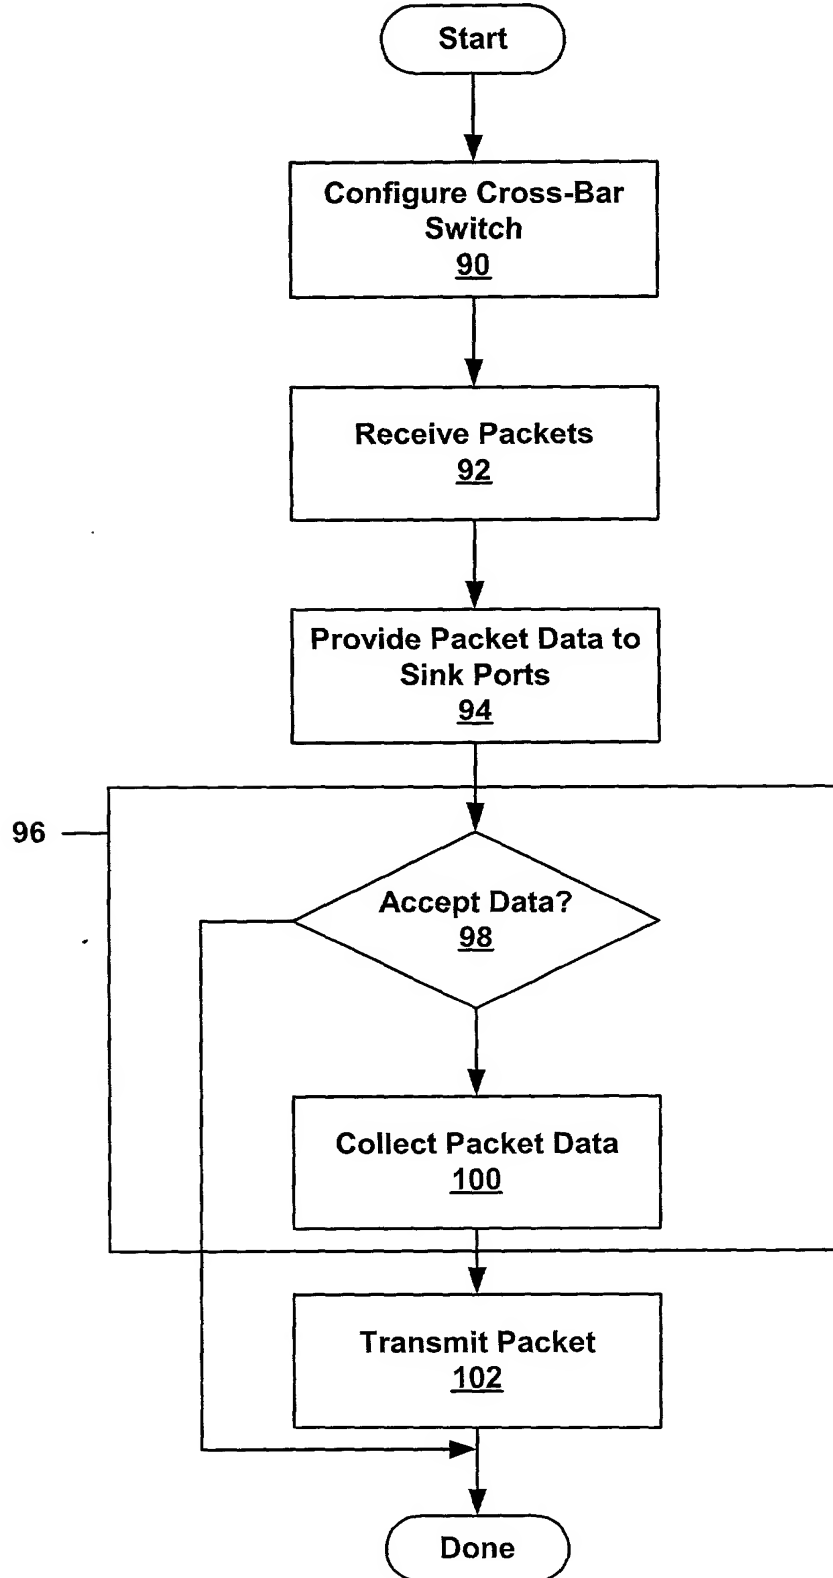 Start
Configure Cross-Bar
Switch
90
Receive Packets
92
Provide Packet Data to
Sink Ports
94
96
Accept Data?
98
Collect Packet Data
100
Transmit Packet
102
Done